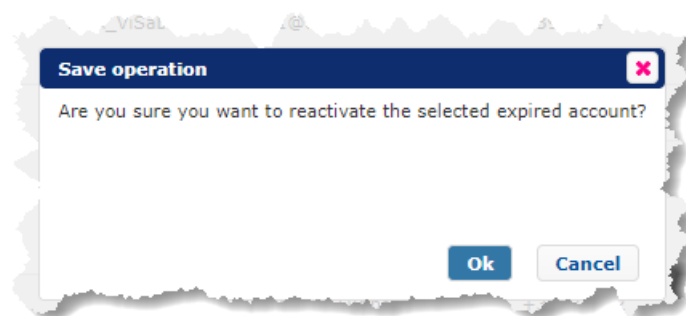 Save operation
Are you sure you want to reactivate the selected expired account?
Ok
Cancel